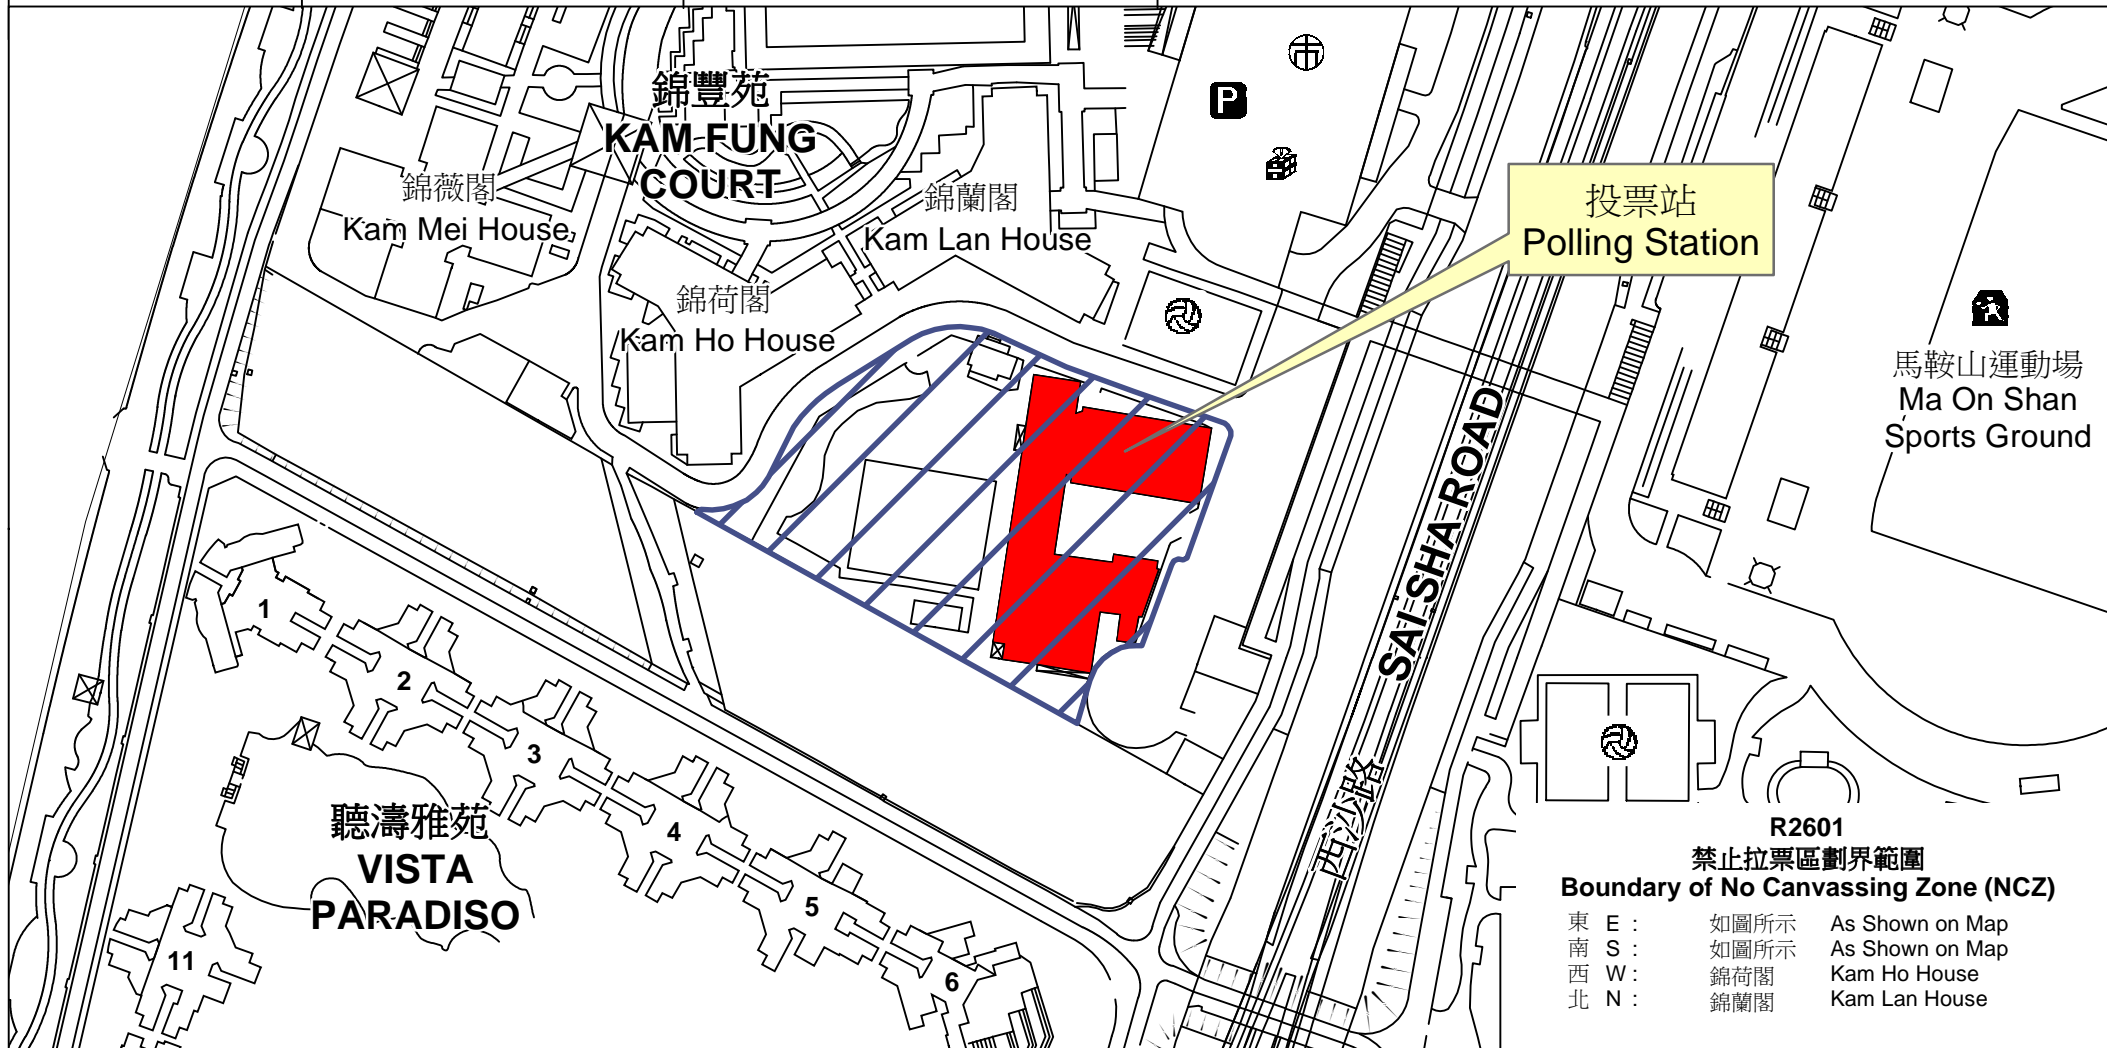 錦豐苑
KAM FUNG
COURT
錦薇閣
Kam Mei House
錦蘭閣
Kam Lan House
錦荷閣
Kam Ho House
P
投票站
Polling Station
馬鞍山運動場
Ma On Shan
Sports Ground
SAI SHA ROAD
西沙路
1
2
3
4
5
6
11
聽濤雅苑
VISTA
PARADISO
R2601
禁止拉票區劃界範圍
Boundary of No Canvassing Zone (NCZ)
東 E : 如圖所示 As Shown on Map
南 S : 如圖所示 As Shown on Map
西 W : 錦荷閣 Kam Ho House
北 N : 錦蘭閣 Kam Lan House